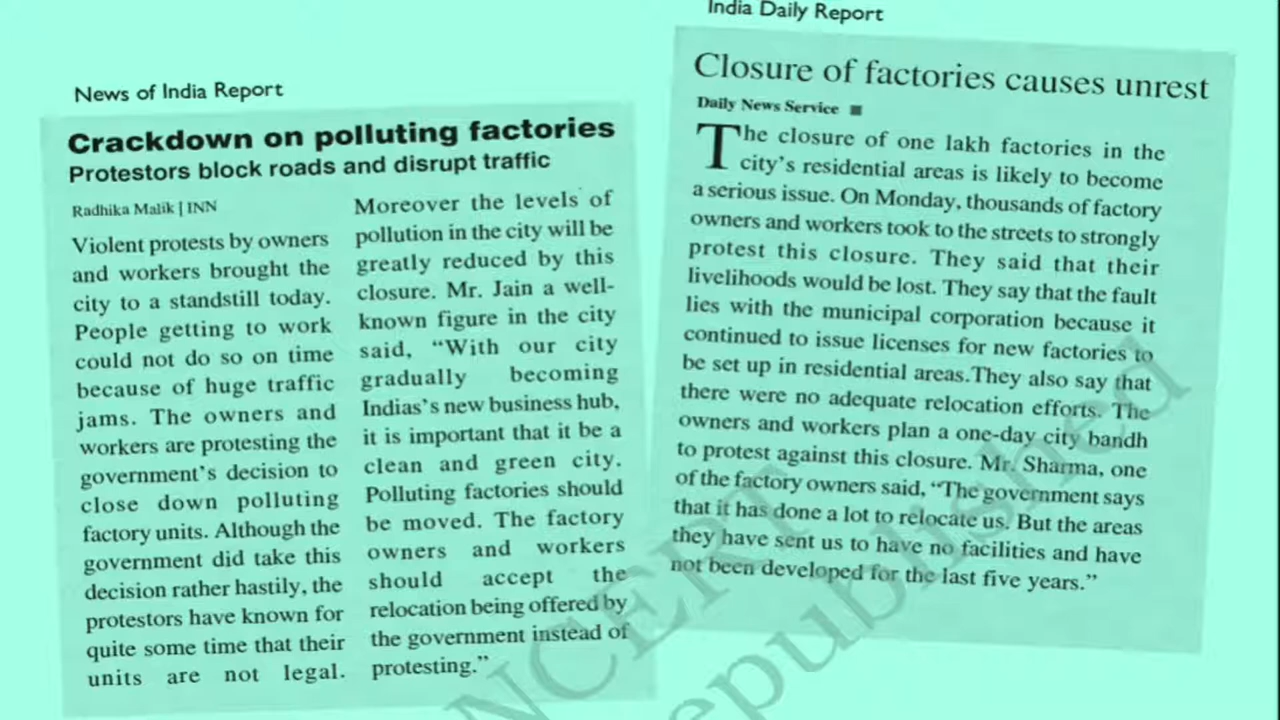 News of India Report
Crackdown on polluting factories
Protestors block roads and disrupt traffic
Radhika Malik | INN
Violent protests by owners
and workers brought the
city to a standstill today.
People getting to work
could not do so on time
because of huge traffic
jams. The owners and
workers are protesting the
government's decision to
close down polluting
factory units. Although the
government did take this
decision rather hastily, the
protestors have known for
quite some time that their
units are not legal.
Moreover the levels of
pollution in the city will be
greatly reduced by this
closure. Mr. Jain a well-
known figure in the city
said, “With our city
gradually becoming
Indias's new business hub,
it is important that it be a
clean and green city.
Polluting factories should
be moved. The factory
owners and workers
should accept the
relocation being offered by
the government instead of
protesting.”
India Daily Report
Closure of factories causes unrest
Daily News Service ■
The closure of one lakh factories in the
city's residential areas is likely to become
a serious issue. On Monday, thousands of factory
owners and workers took to the streets to strongly
protest this closure. They said that their
livelihoods would be lost. They say that the fault
lies with the municipal corporation because it
continued to issue licenses for new factories to
be set up in residential areas.They also say that
there were no adequate relocation efforts. The
owners and workers plan a one-day city bandh
to protest against this closure. Mr. Sharma, one
of the factory owners said, “The government says
that it has done a lot to relocate us. But the areas
they have sent us to have no facilities and have
not been developed for the last five years.”
NCERT
republished